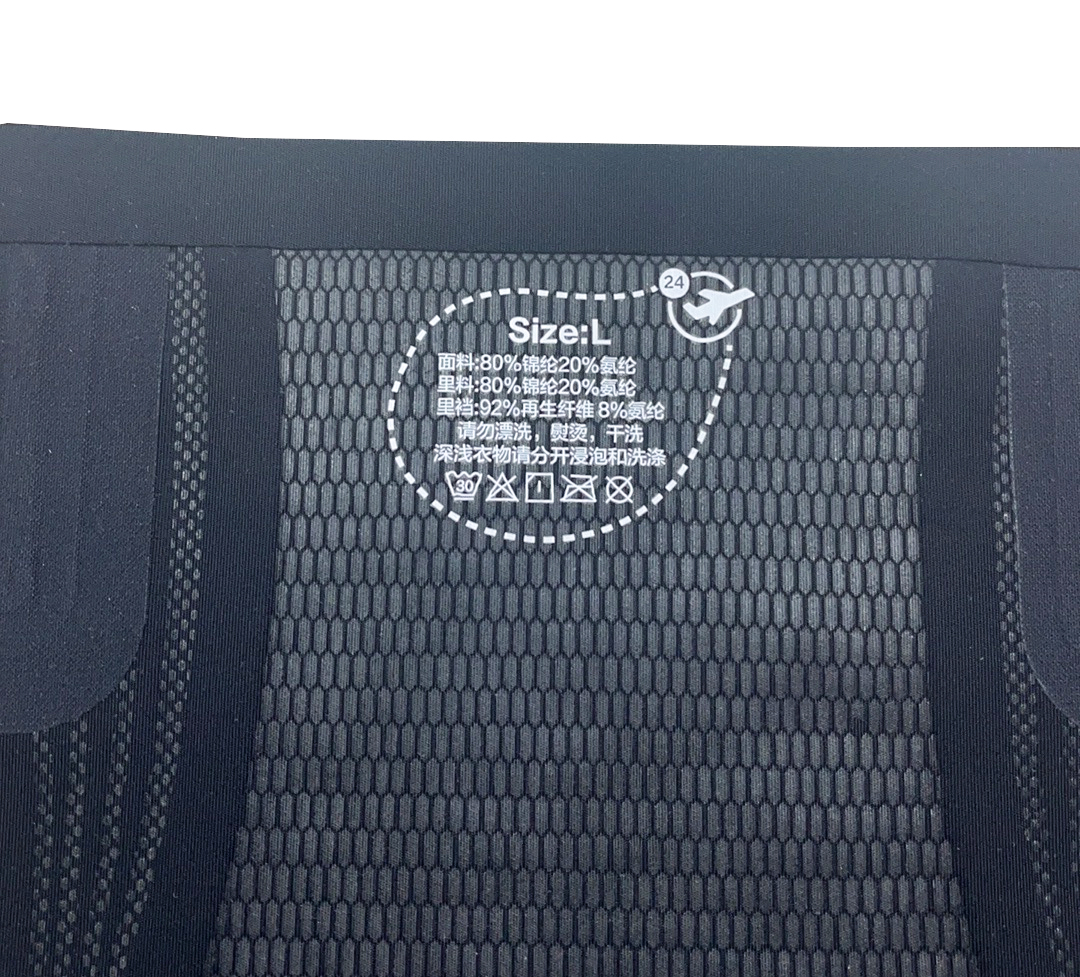 24
Size:L
面料:80%锦纶20%氨纶
里料:80%锦纶20%氨纶
里裆:92%再生纤维 8%氨纶
请勿漂洗，熨烫，干洗
深浅衣物请分开浸泡和洗涤
30